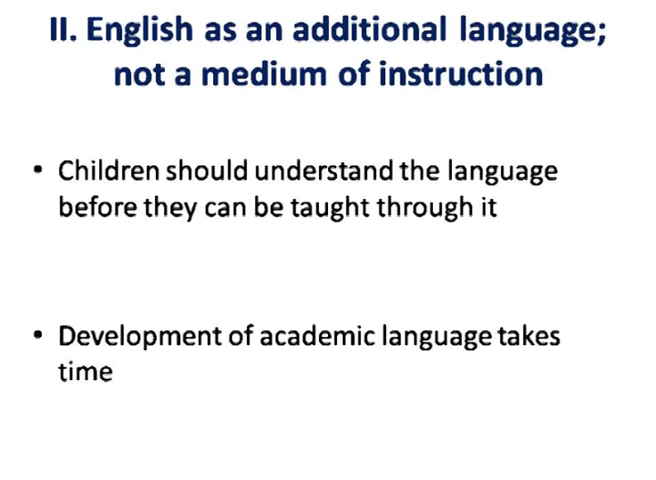 II. English as an additional language;
not a medium of instruction
• Children should understand the language
before they can be taught through it
• Development of academic language takes
time